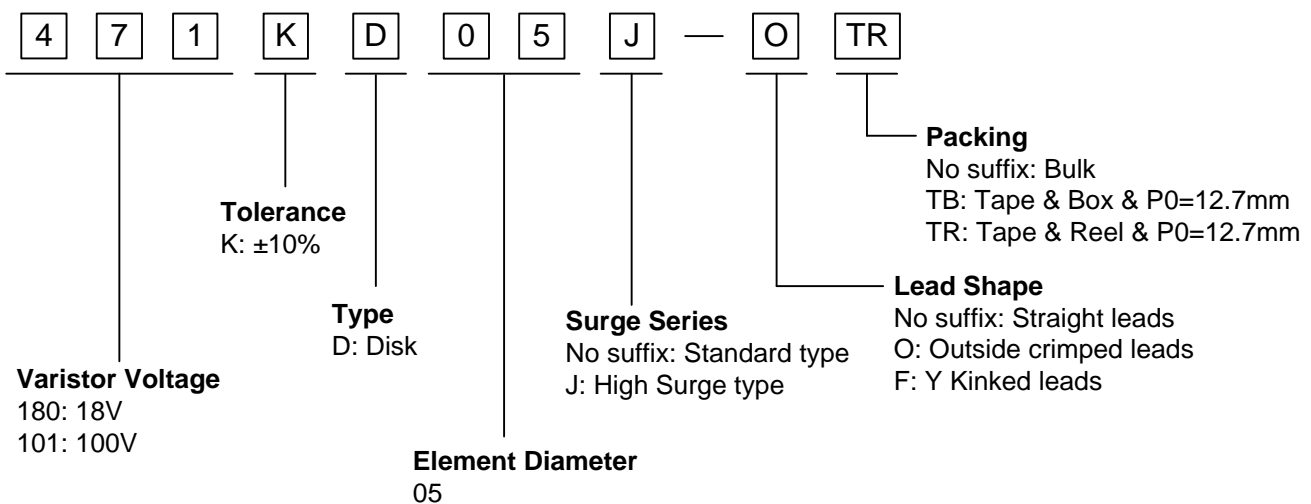 4 7 1 K D 0 5 J — O TR
Packing
No suffix: Bulk
TB: Tape & Box & P0=12.7mm
TR: Tape & Reel & P0=12.7mm
Tolerance
K: ±10%
Lead Shape
No suffix: Straight leads
O: Outside crimped leads
F: Y Kinked leads
Type
D: Disk
Surge Series
No suffix: Standard type
J: High Surge type
Varistor Voltage
180: 18V
101: 100V
Element Diameter
05